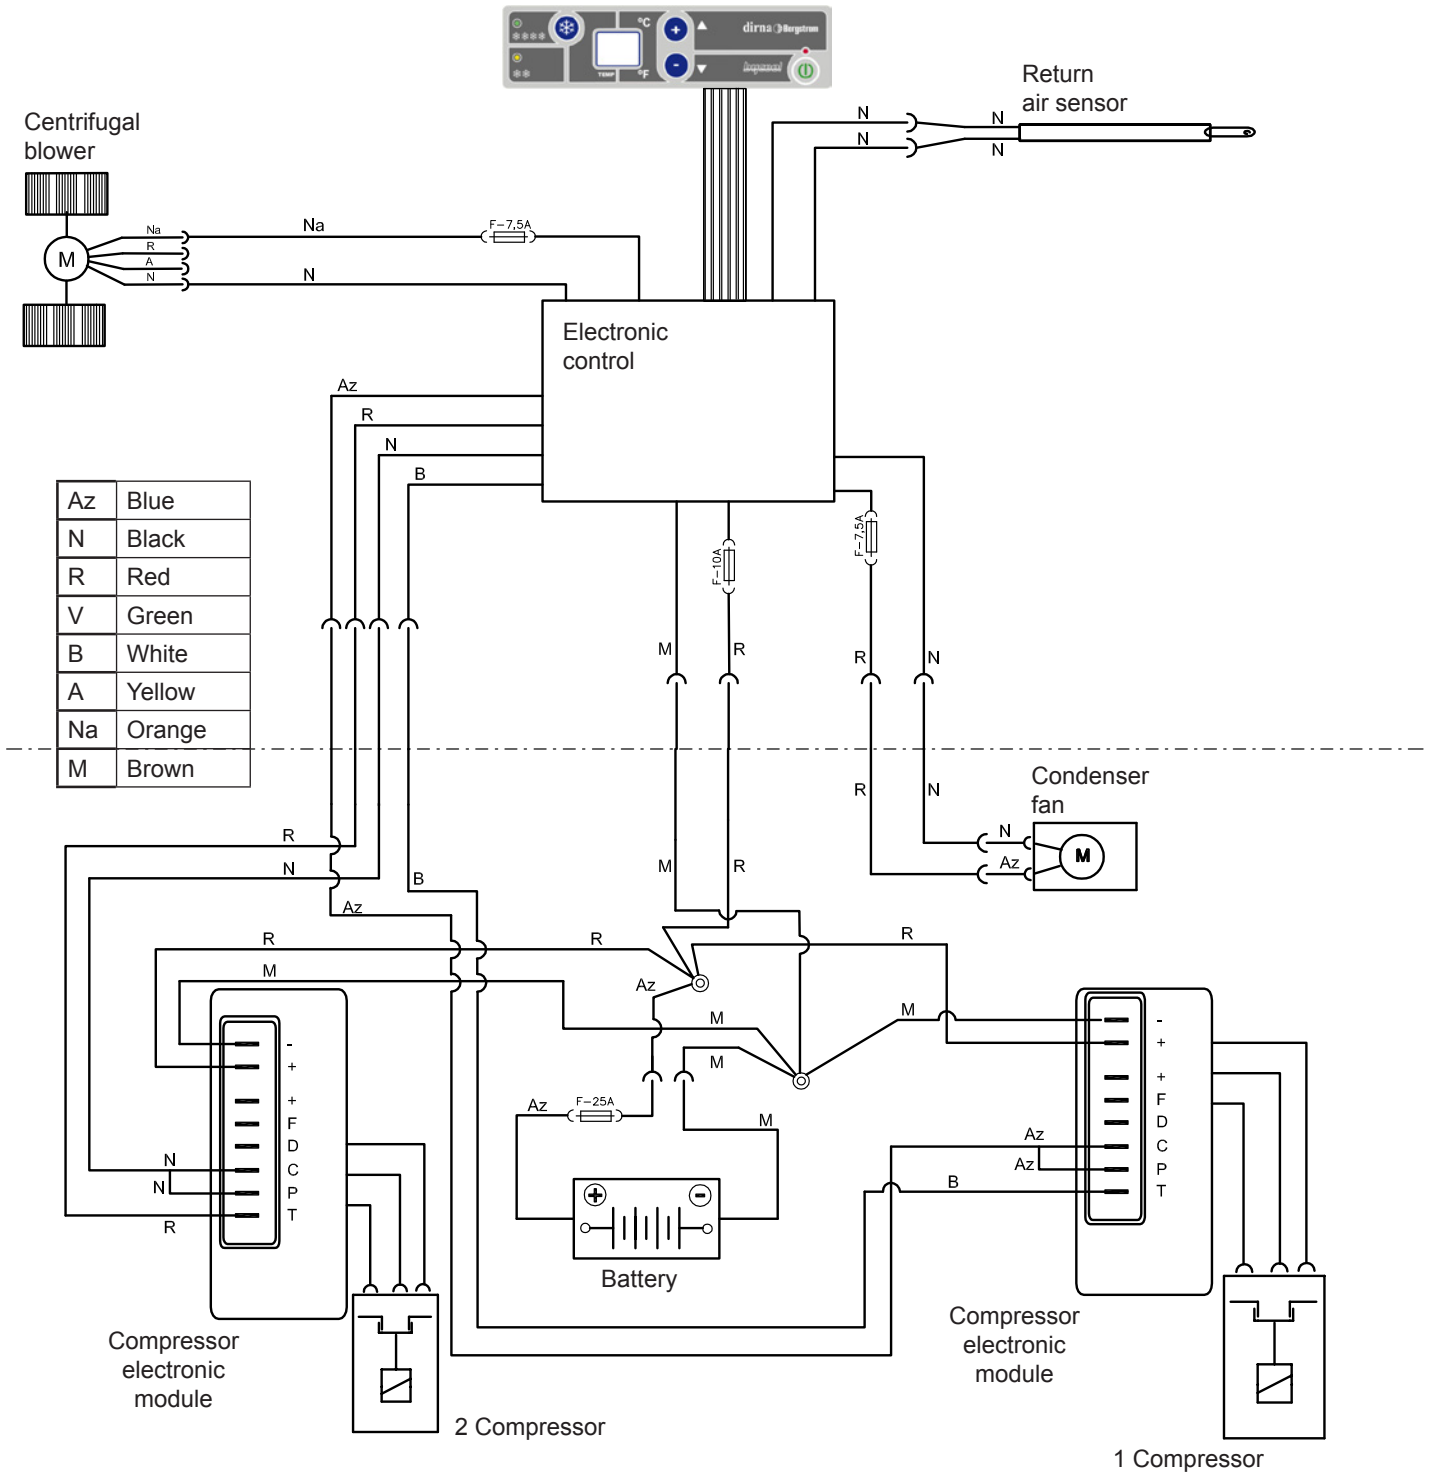 °C
dirna Bergstrom
TEMP
°F
Return
air sensor
Centrifugal
blower
N
N
N
N
Na
R
A
N
Na
N
F-7,5A
M
Electronic
control
Az
R
N
B
Az Blue
N Black
R Red
V Green
B White
A Yellow
Na Orange
M Brown
F-10A
F-7,5A
M
R
R
N
R
N
Condenser
fan
N
Az
M
R
N
B
Az
M
R
R
R
R
M
Az
M
M
M
-
+
+
F
D
C
P
T
N
N
R
Az
F-25A
M
+
-
Battery
-
+
+
F
D
C
P
T
Az
Az
B
Compressor
electronic
module
2 Compressor
Compressor
electronic
module
1 Compressor